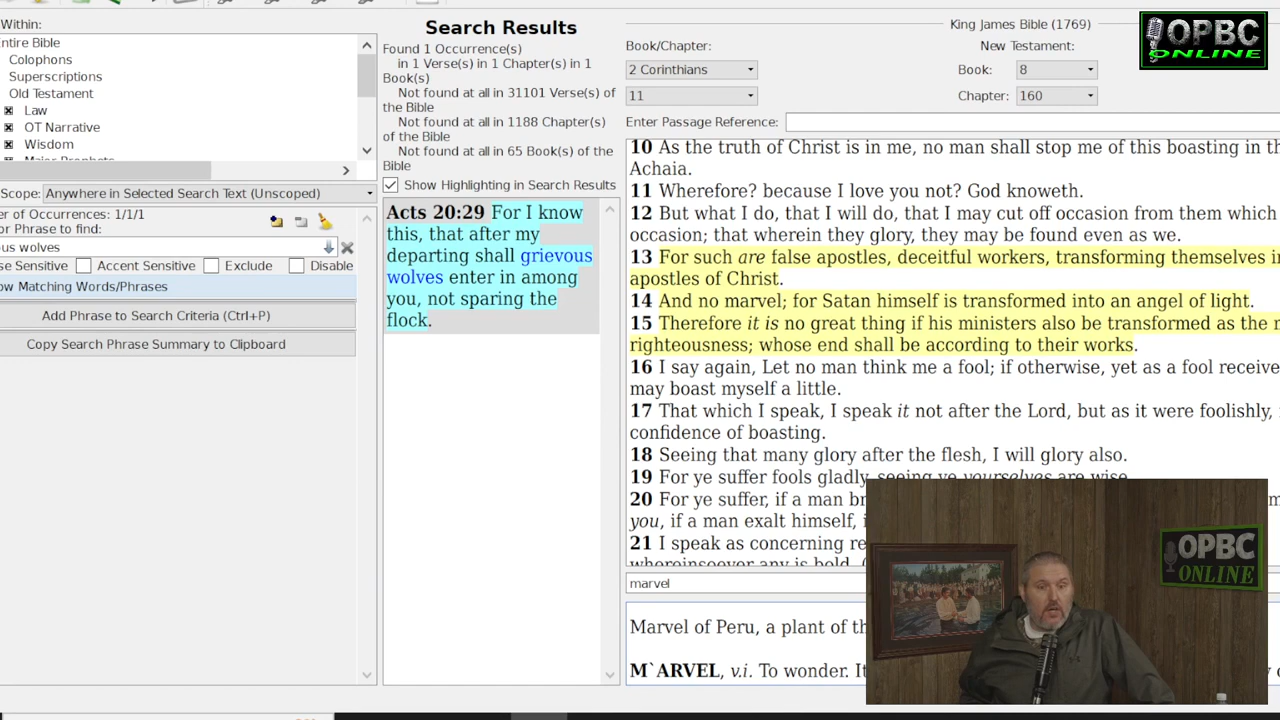 Within:
ntire Bible
Colophons
Superscriptions
Old Testament
Law
OT Narrative
Wisdom
Major Prophets
Scope: Anywhere in Selected Search Text (Unscoped)
er of Occurrences: 1/1/1
or Phrase to find:
us wolves
se Sensitive Accent Sensitive Exclude Disable
ow Matching Words/Phrases
Add Phrase to Search Criteria (Ctrl+P)
Copy Search Phrase Summary to Clipboard
Search Results
Found 1 Occurrence(s)
in 1 Verse(s) in 1 Chapter(s) in 1
Book(s)
Not found at all in 31101 Verse(s) of
the Bible
Not found at all in 1188 Chapter(s)
of the Bible
Not found at all in 65 Book(s) of the
Bible
Show Highlighting in Search Results
Acts 20:29 For I know
this, that after my
departing shall grievous
wolves enter in among
you, not sparing the
flock.
King James Bible (1769)
Book/Chapter:
New Testament:
2 Corinthians
Book: 8
11
Chapter: 160
Enter Passage Reference:
10 As the truth of Christ is in me, no man shall stop me of this boasting in th
Achaia.
11 Wherefore? because I love you not? God knoweth.
12 But what I do, that I will do, that I may cut off occasion from them which
occasion; that wherein they glory, they may be found even as we.
13 For such are false apostles, deceitful workers, transforming themselves in
apostles of Christ.
14 And no marvel; for Satan himself is transformed into an angel of light.
15 Therefore it is no great thing if his ministers also be transformed as the
righteousness; whose end shall be according to their works.
16 I say again, Let no man think me a fool; if otherwise, yet as a fool receive
may boast myself a little.
17 That which I speak, I speak it not after the Lord, but as it were foolishly,
confidence of boasting.
18 Seeing that many glory after the flesh, I will glory also.
19 For ye suffer fools gladly, seeing ye yourselves are wise.
20 For ye suffer, if a man br
you, if a man exalt himself, i
21 I speak as concerning re
whereinsoever any is bold, (
marvel
Marvel of Peru, a plant of th
M`ARVEL, v.i. To wonder. It
OPBC
ONLINE
OPBC
ONLINE